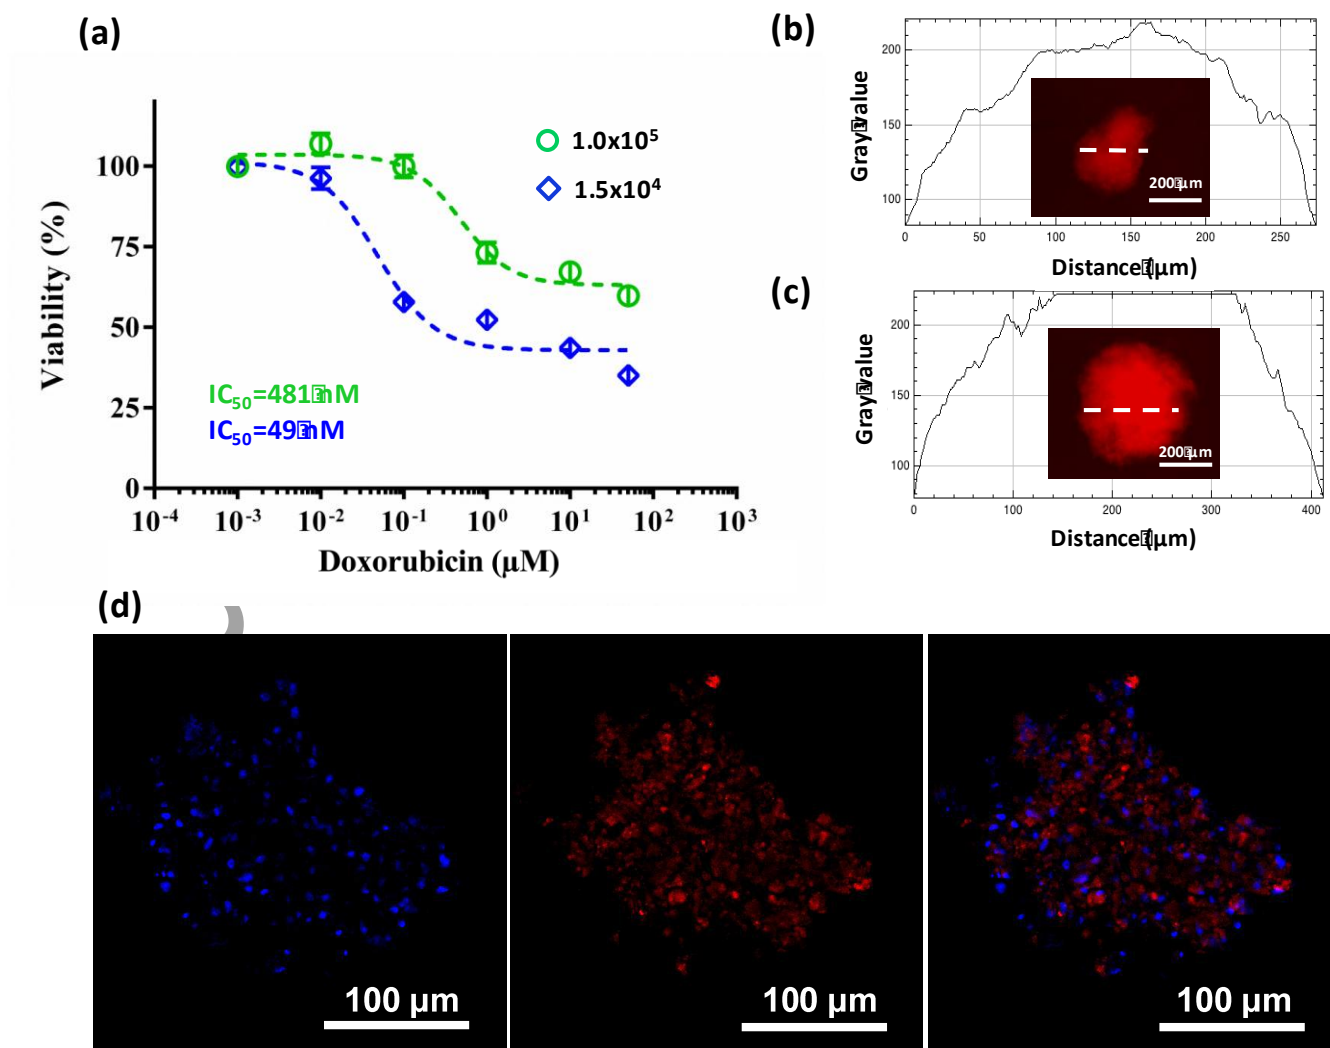 (a)
1.0x10⁵
1.5x10⁴
100
75
50
25
0
Viability (%)
IC₅₀=481 nM
IC₅₀=49 nM
10⁻⁴ 10⁻³ 10⁻² 10⁻¹ 10⁰ 10¹ 10² 10³
Doxorubicin (µM)
(b)
200
150
100
Gray value
200 µm
0 50 100 150 200 250
Distance (µm)
(c)
200
150
100
Gray value
200 µm
0 100 200 300 400
Distance (µm)
(d)
100 µm
100 µm
100 µm